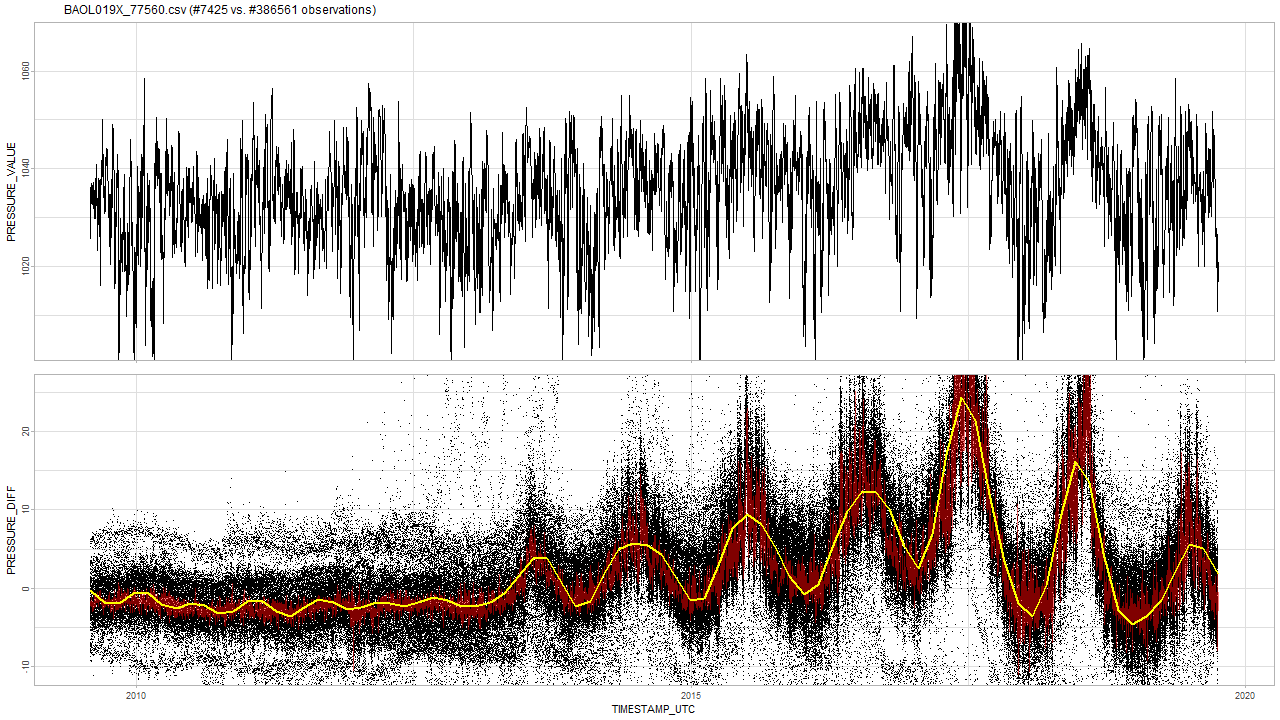 BAOL019X_77560.csv (#7425 vs. #386561 observations)
PRESSURE_VALUE
1060
1040
1020
PRESSURE_DIFF
20
10
0
-10
2010
2015
2020
TIMESTAMP_UTC